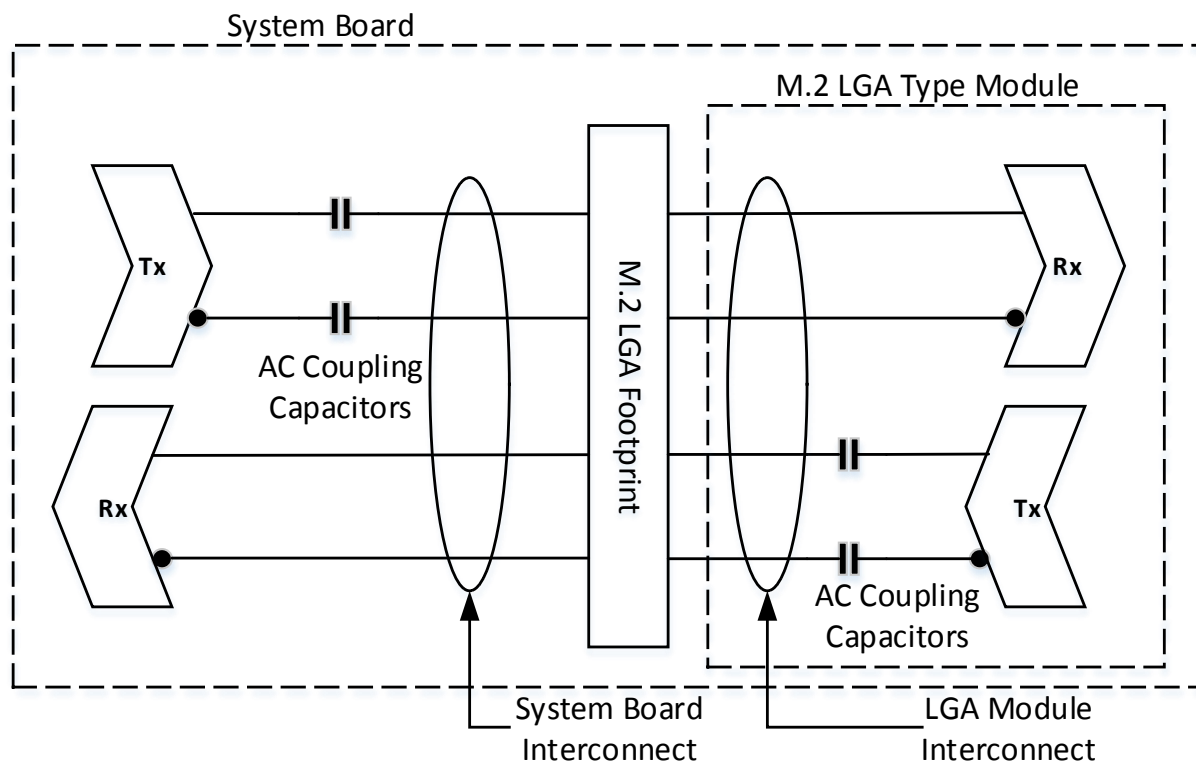 System Board
M.2 LGA Type Module
Tx
Rx
AC Coupling
Capacitors
M.2 LGA Footprint
Rx
Tx
AC Coupling
Capacitors
System Board
Interconnect
LGA Module
Interconnect